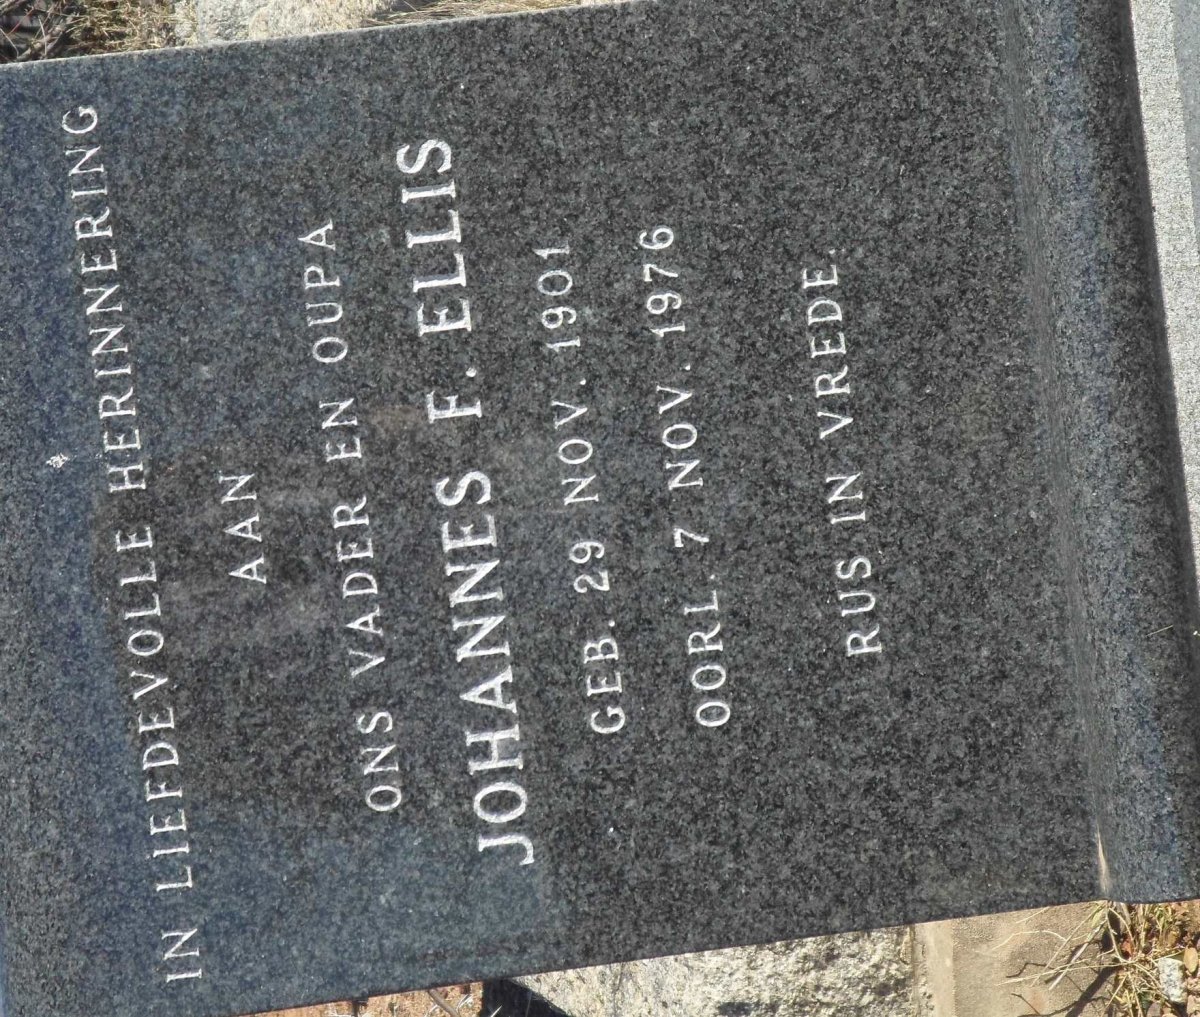 IN LIEFDEVOLLE HERINNERING
AAN
ONS VADER EN OUPA
JOHANNES F. ELLIS
GEB. 29 NOV. 1901
OORL. 7 NOV. 1976
RUS IN VREDE.